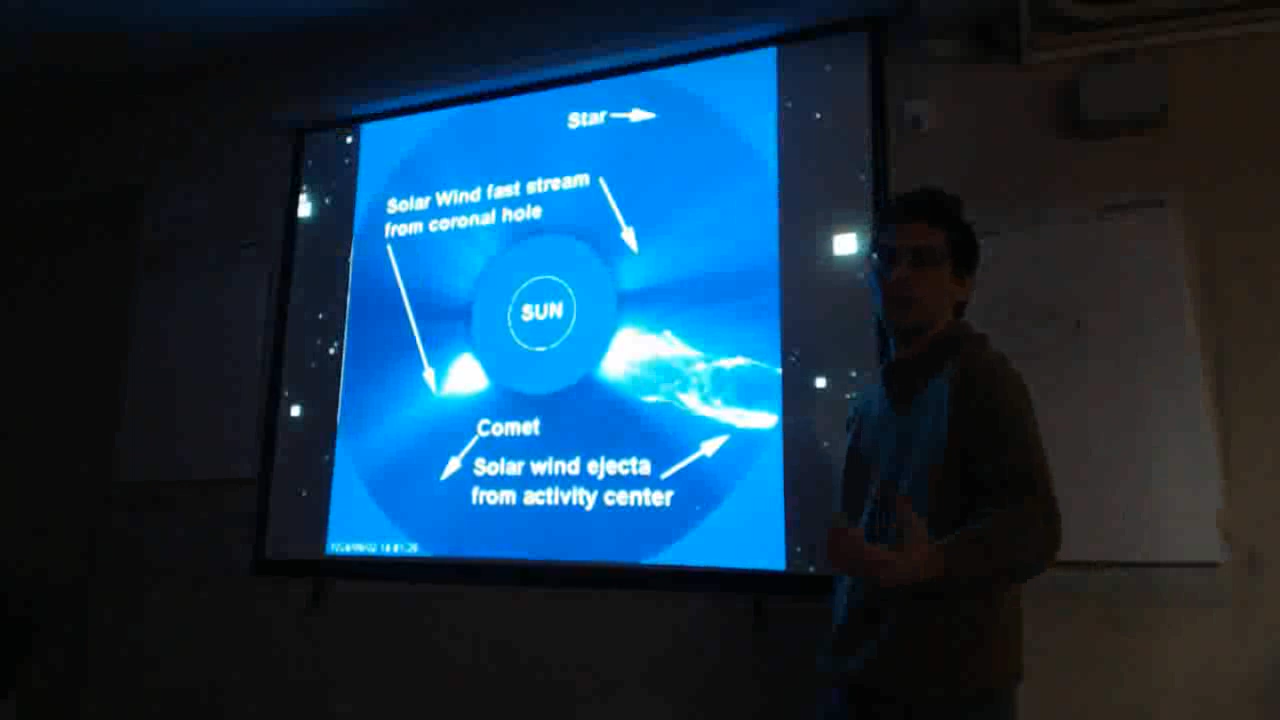 Star
Solar Wind fast stream
from coronal hole
SUN
Comet
Solar wind ejecta
from activity center